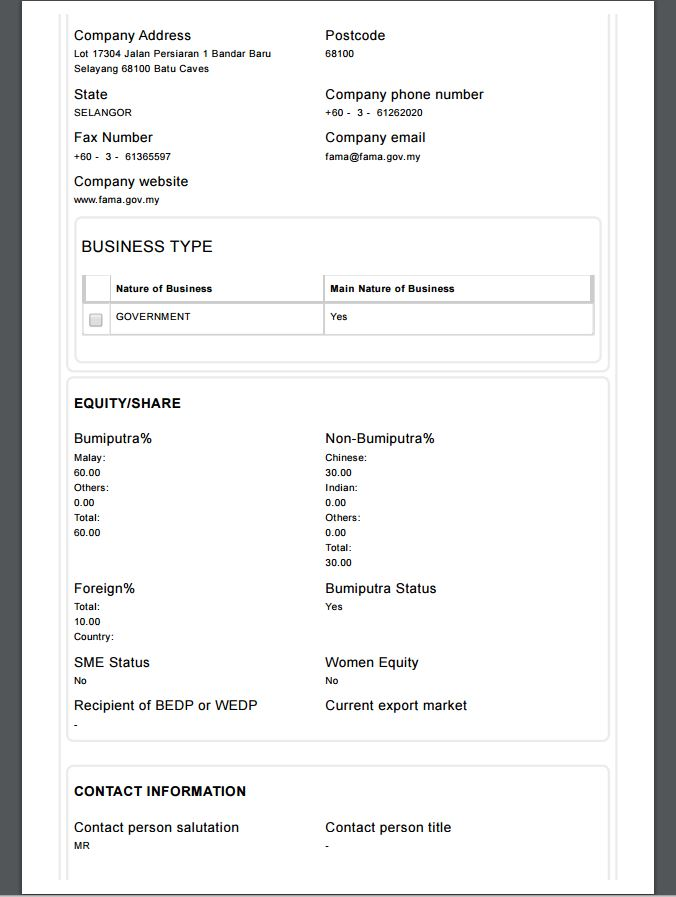 Company Address
Postcode
Lot 17304 Jalan Persiaran 1 Bandar Baru
Selayang 68100 Batu Caves
68100
State
Company phone number
SELANGOR
+60 - 3 - 61262020
Fax Number
Company email
+60 - 3 - 61365597
fama@fama.gov.my
Company website
www.fama.gov.my
BUSINESS TYPE
Nature of Business
Main Nature of Business
GOVERNMENT
Yes
EQUITY/SHARE
Bumiputra%
Malay:
60.00
Others:
0.00
Total:
60.00
Non-Bumiputra%
Chinese:
30.00
Indian:
0.00
Others:
0.00
Total:
30.00
Foreign%
Total:
10.00
Country:
Bumiputra Status
Yes
SME Status
No
Women Equity
No
Recipient of BEDP or WEDP
-
Current export market
CONTACT INFORMATION
Contact person salutation
MR
Contact person title
-